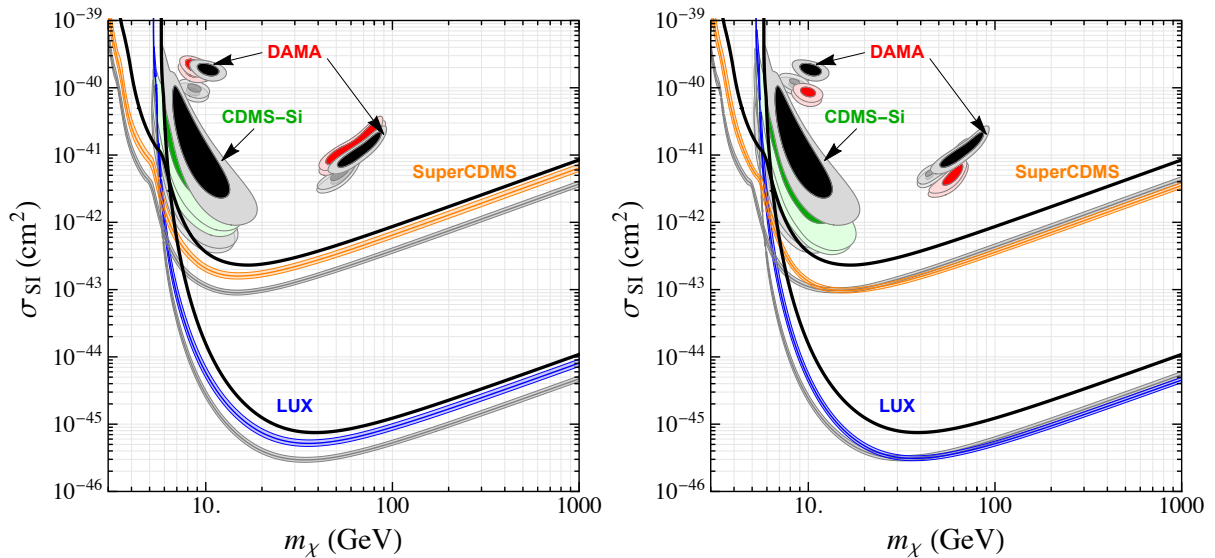 10⁻³⁹
10⁻⁴⁰
10⁻⁴¹
10⁻⁴²
10⁻⁴³
10⁻⁴⁴
10⁻⁴⁵
10⁻⁴⁶
σ SI (cm²)
DAMA
CDMS–Si
SuperCDMS
LUX
10. 100 1000
mχ (GeV)
10⁻³⁹
10⁻⁴⁰
10⁻⁴¹
10⁻⁴²
10⁻⁴³
10⁻⁴⁴
10⁻⁴⁵
10⁻⁴⁶
σ SI (cm²)
DAMA
CDMS–Si
SuperCDMS
LUX
10. 100 1000
mχ (GeV)